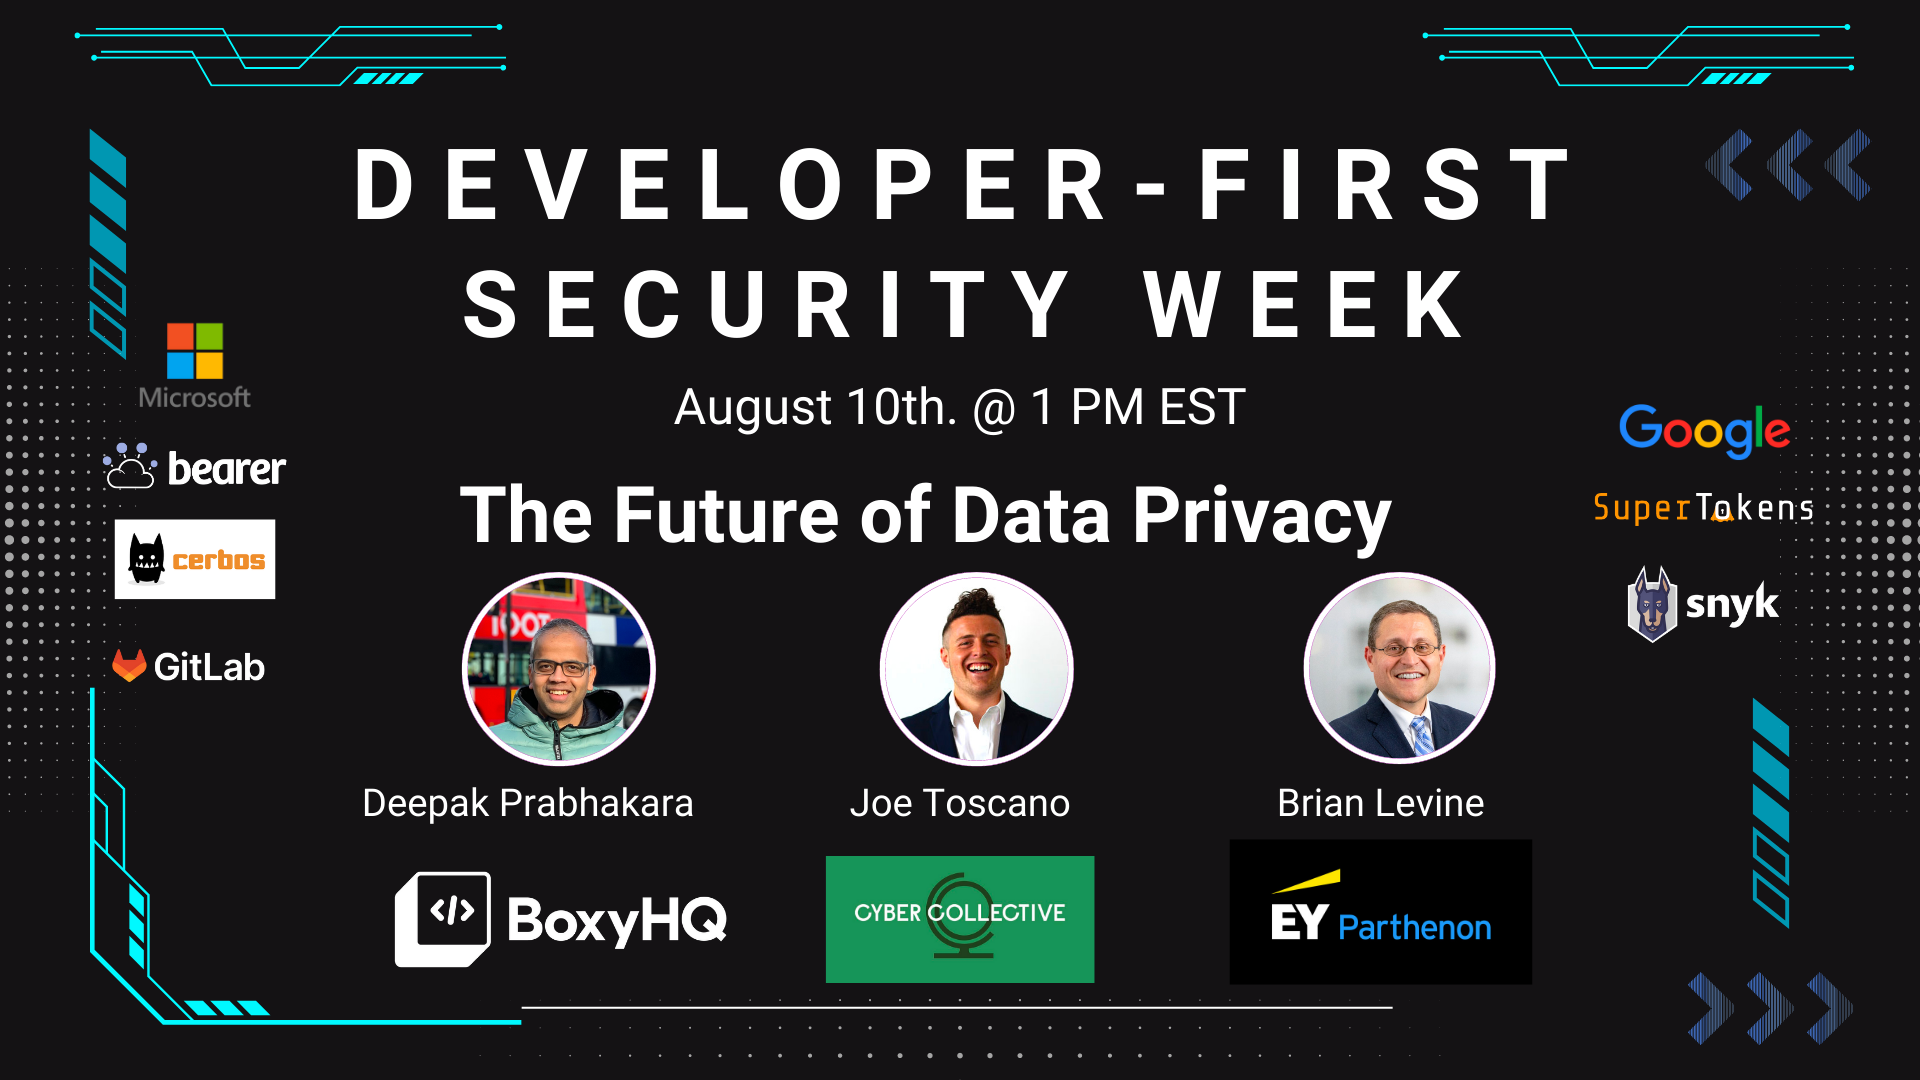 DEVELOPER-FIRST
SECURITY WEEK
August 10th. @ 1 PM EST
The Future of Data Privacy
Microsoft
bearer
cerbos
GitLab
Google
SuperTokens
snyk
Deepak Prabhakara
Joe Toscano
Brian Levine
</> BoxyHQ
CYBER COLLECTIVE
EY Parthenon